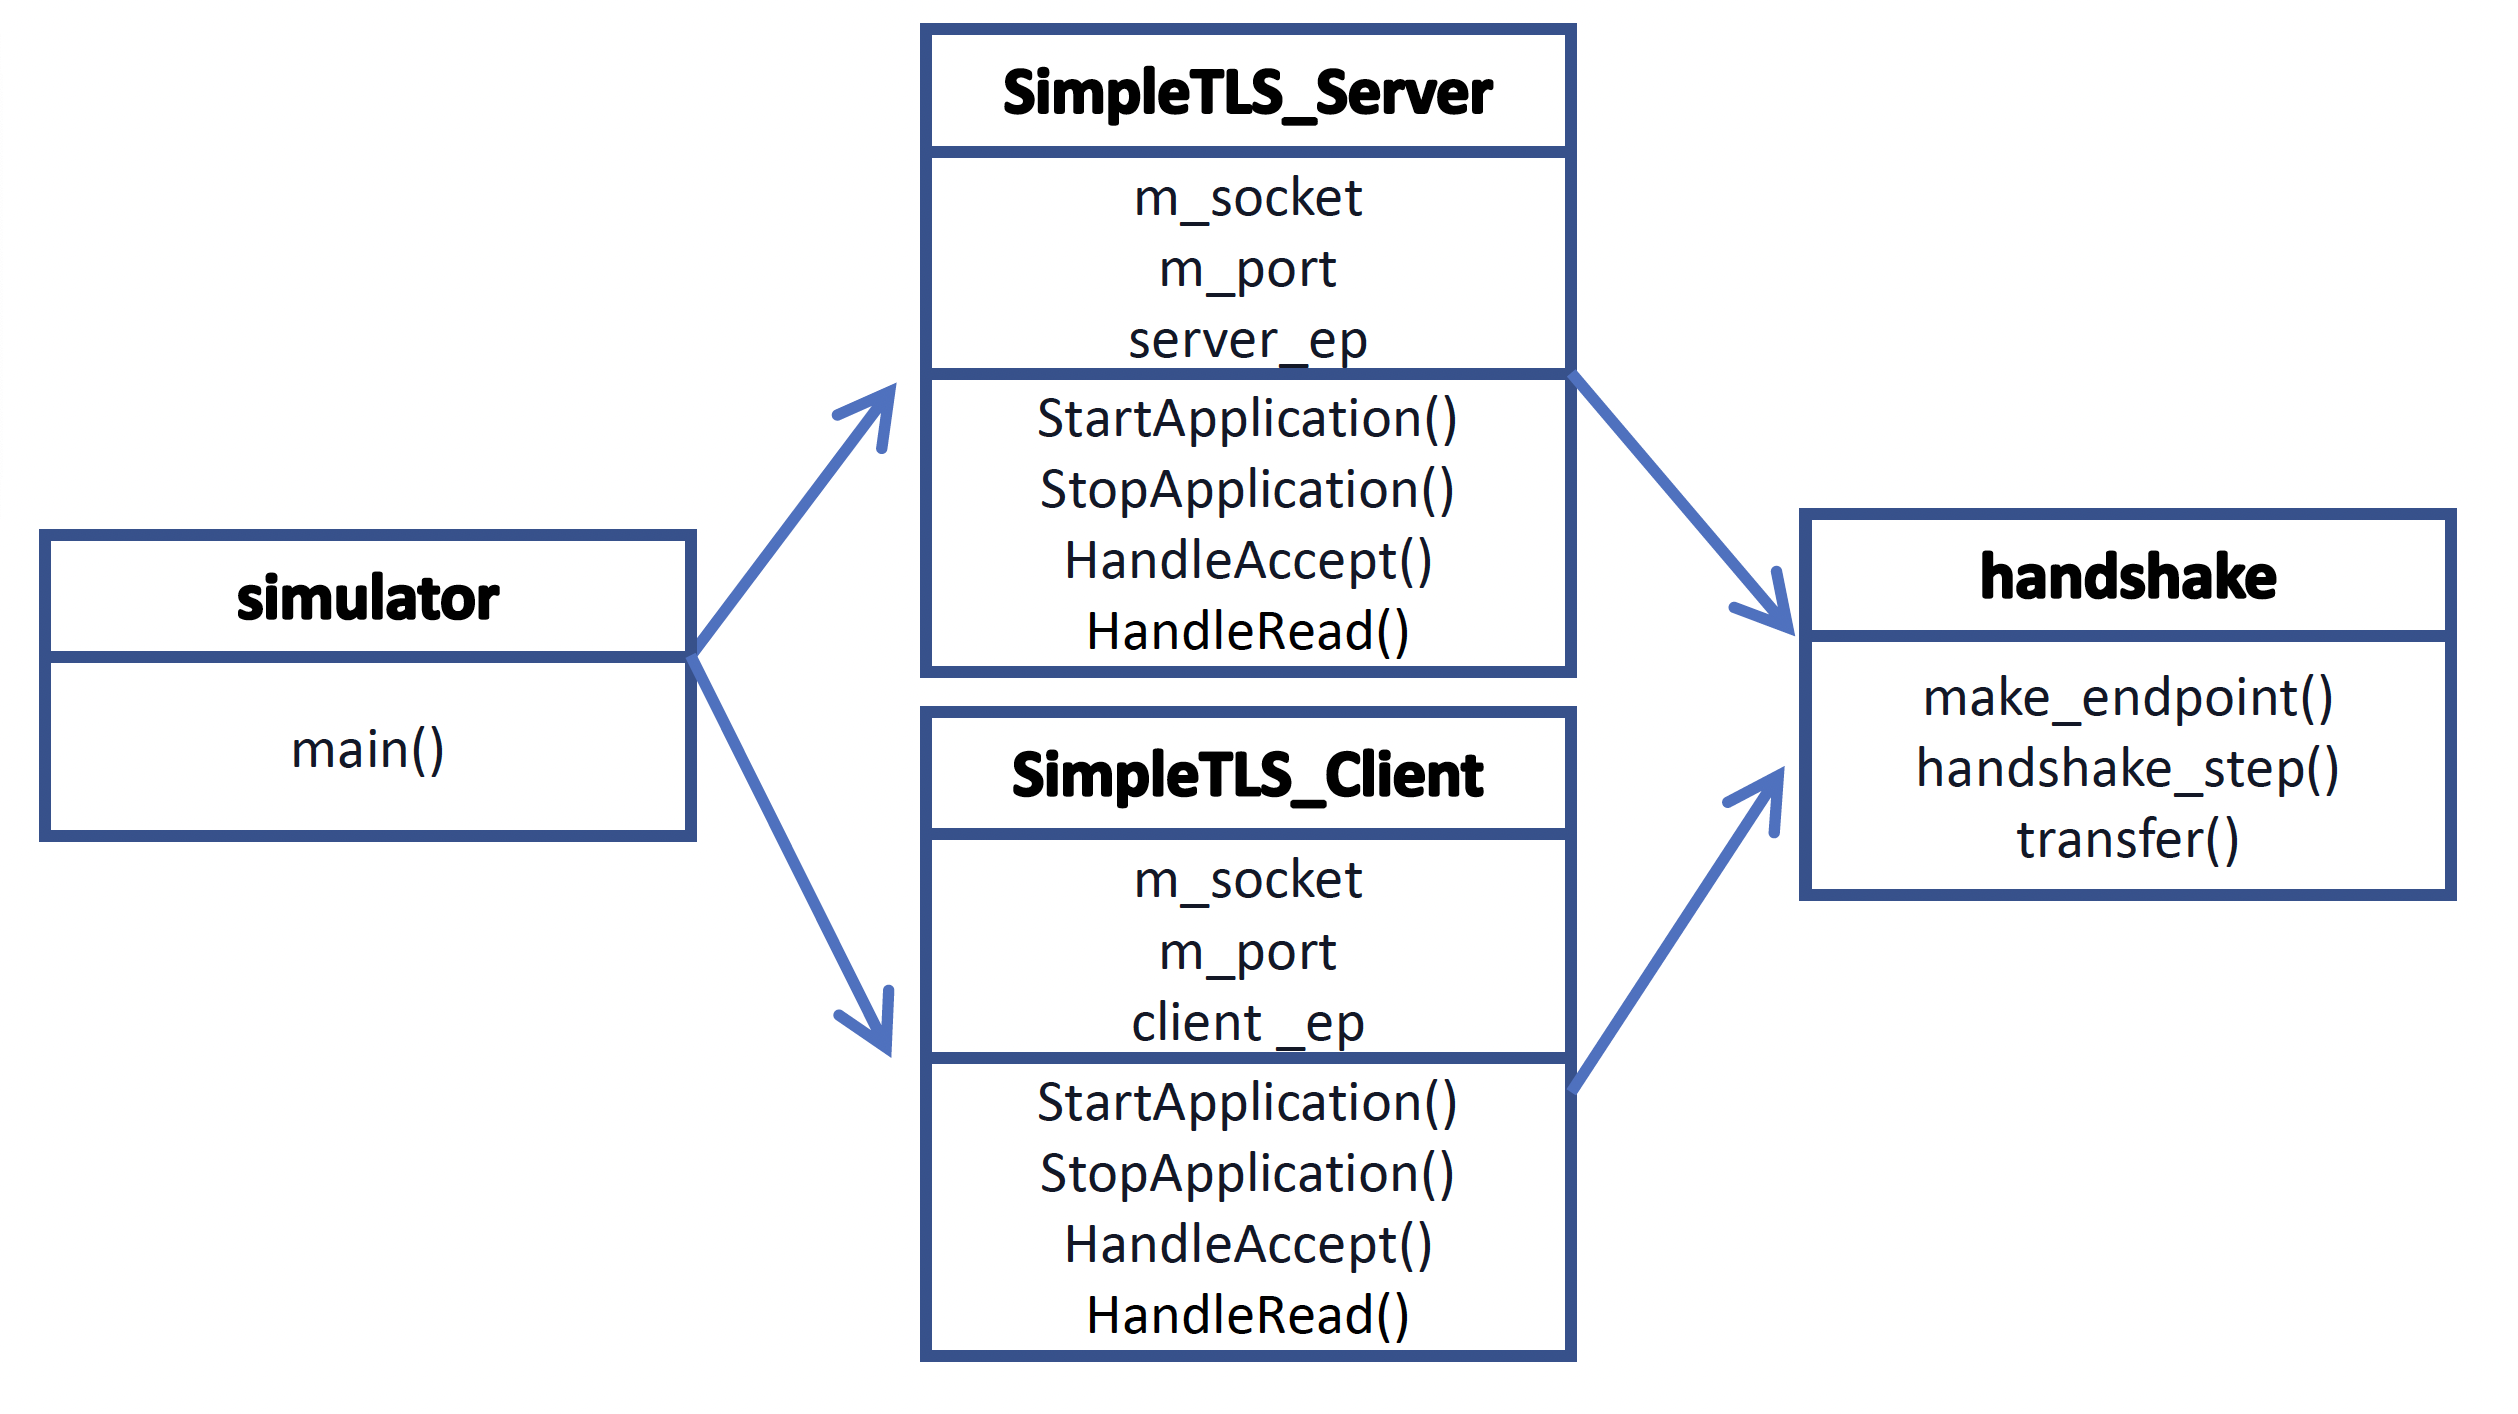 simulator
main()
SimpleTLS_Server
m_socket
m_port
server_ep
StartApplication()
StopApplication()
HandleAccept()
HandleRead()
SimpleTLS_Client
m_socket
m_port
client _ep
StartApplication()
StopApplication()
HandleAccept()
HandleRead()
handshake
make_endpoint()
handshake_step()
transfer()